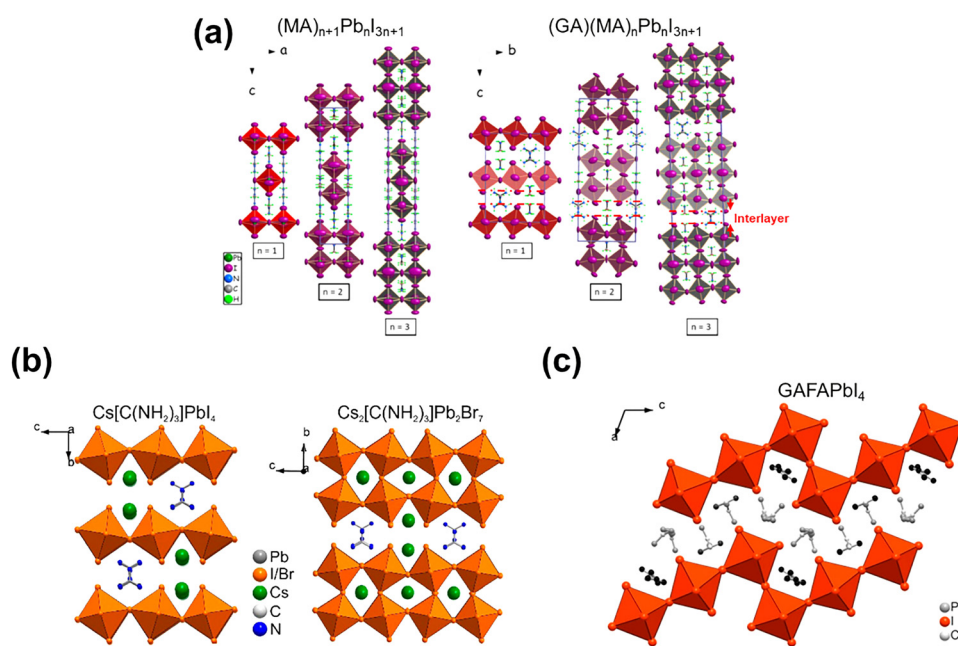 (a)
(MA)n+1PbnI3n+1
(GA)(MA)nPbnI3n+1
a
c
b
c
n = 1
n = 2
n = 3
n = 1
n = 2
n = 3
Interlayer
Pb
I
N
C
H
(b)
Cs[C(NH2)3]PbI4
Cs2[C(NH2)3]Pb2Br7
c
a
b
b
c
a
Pb
I/Br
Cs
C
N
(c)
GAFAPbI4
c
a
P
I